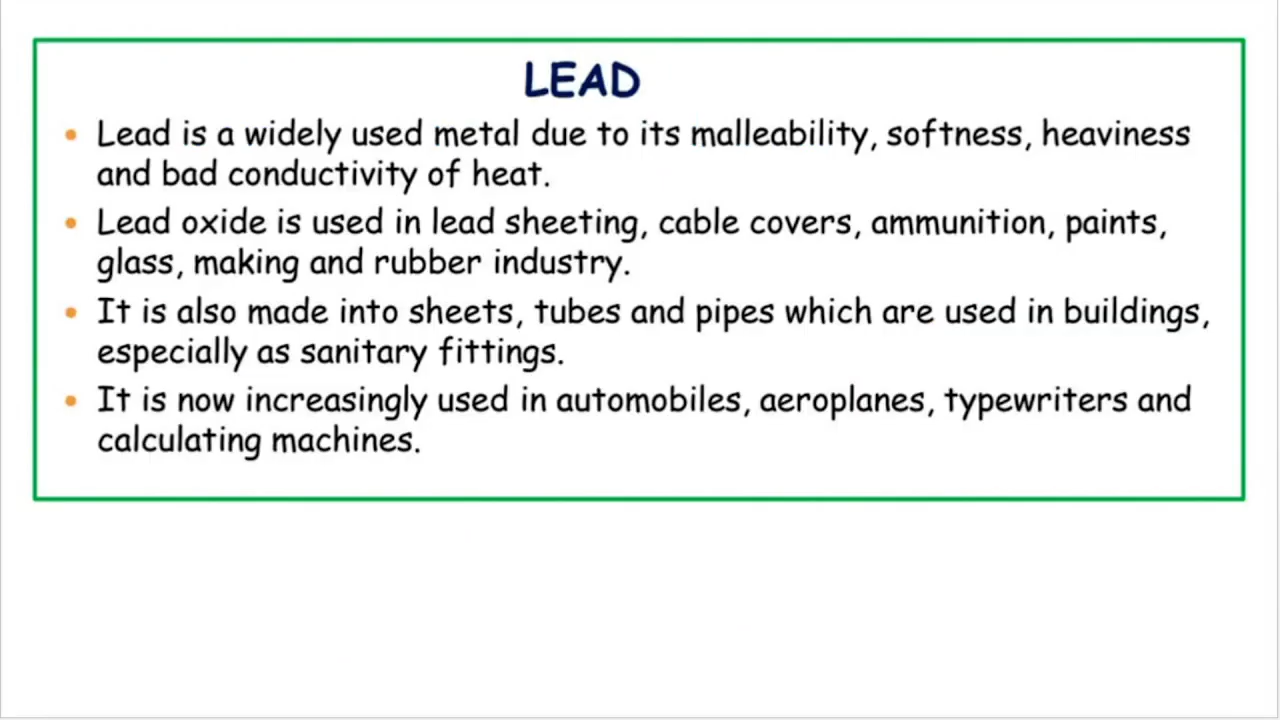 LEAD
• Lead is a widely used metal due to its malleability, softness, heaviness
and bad conductivity of heat.
• Lead oxide is used in lead sheeting, cable covers, ammunition, paints,
glass, making and rubber industry.
• It is also made into sheets, tubes and pipes which are used in buildings,
especially as sanitary fittings.
• It is now increasingly used in automobiles, aeroplanes, typewriters and
calculating machines.